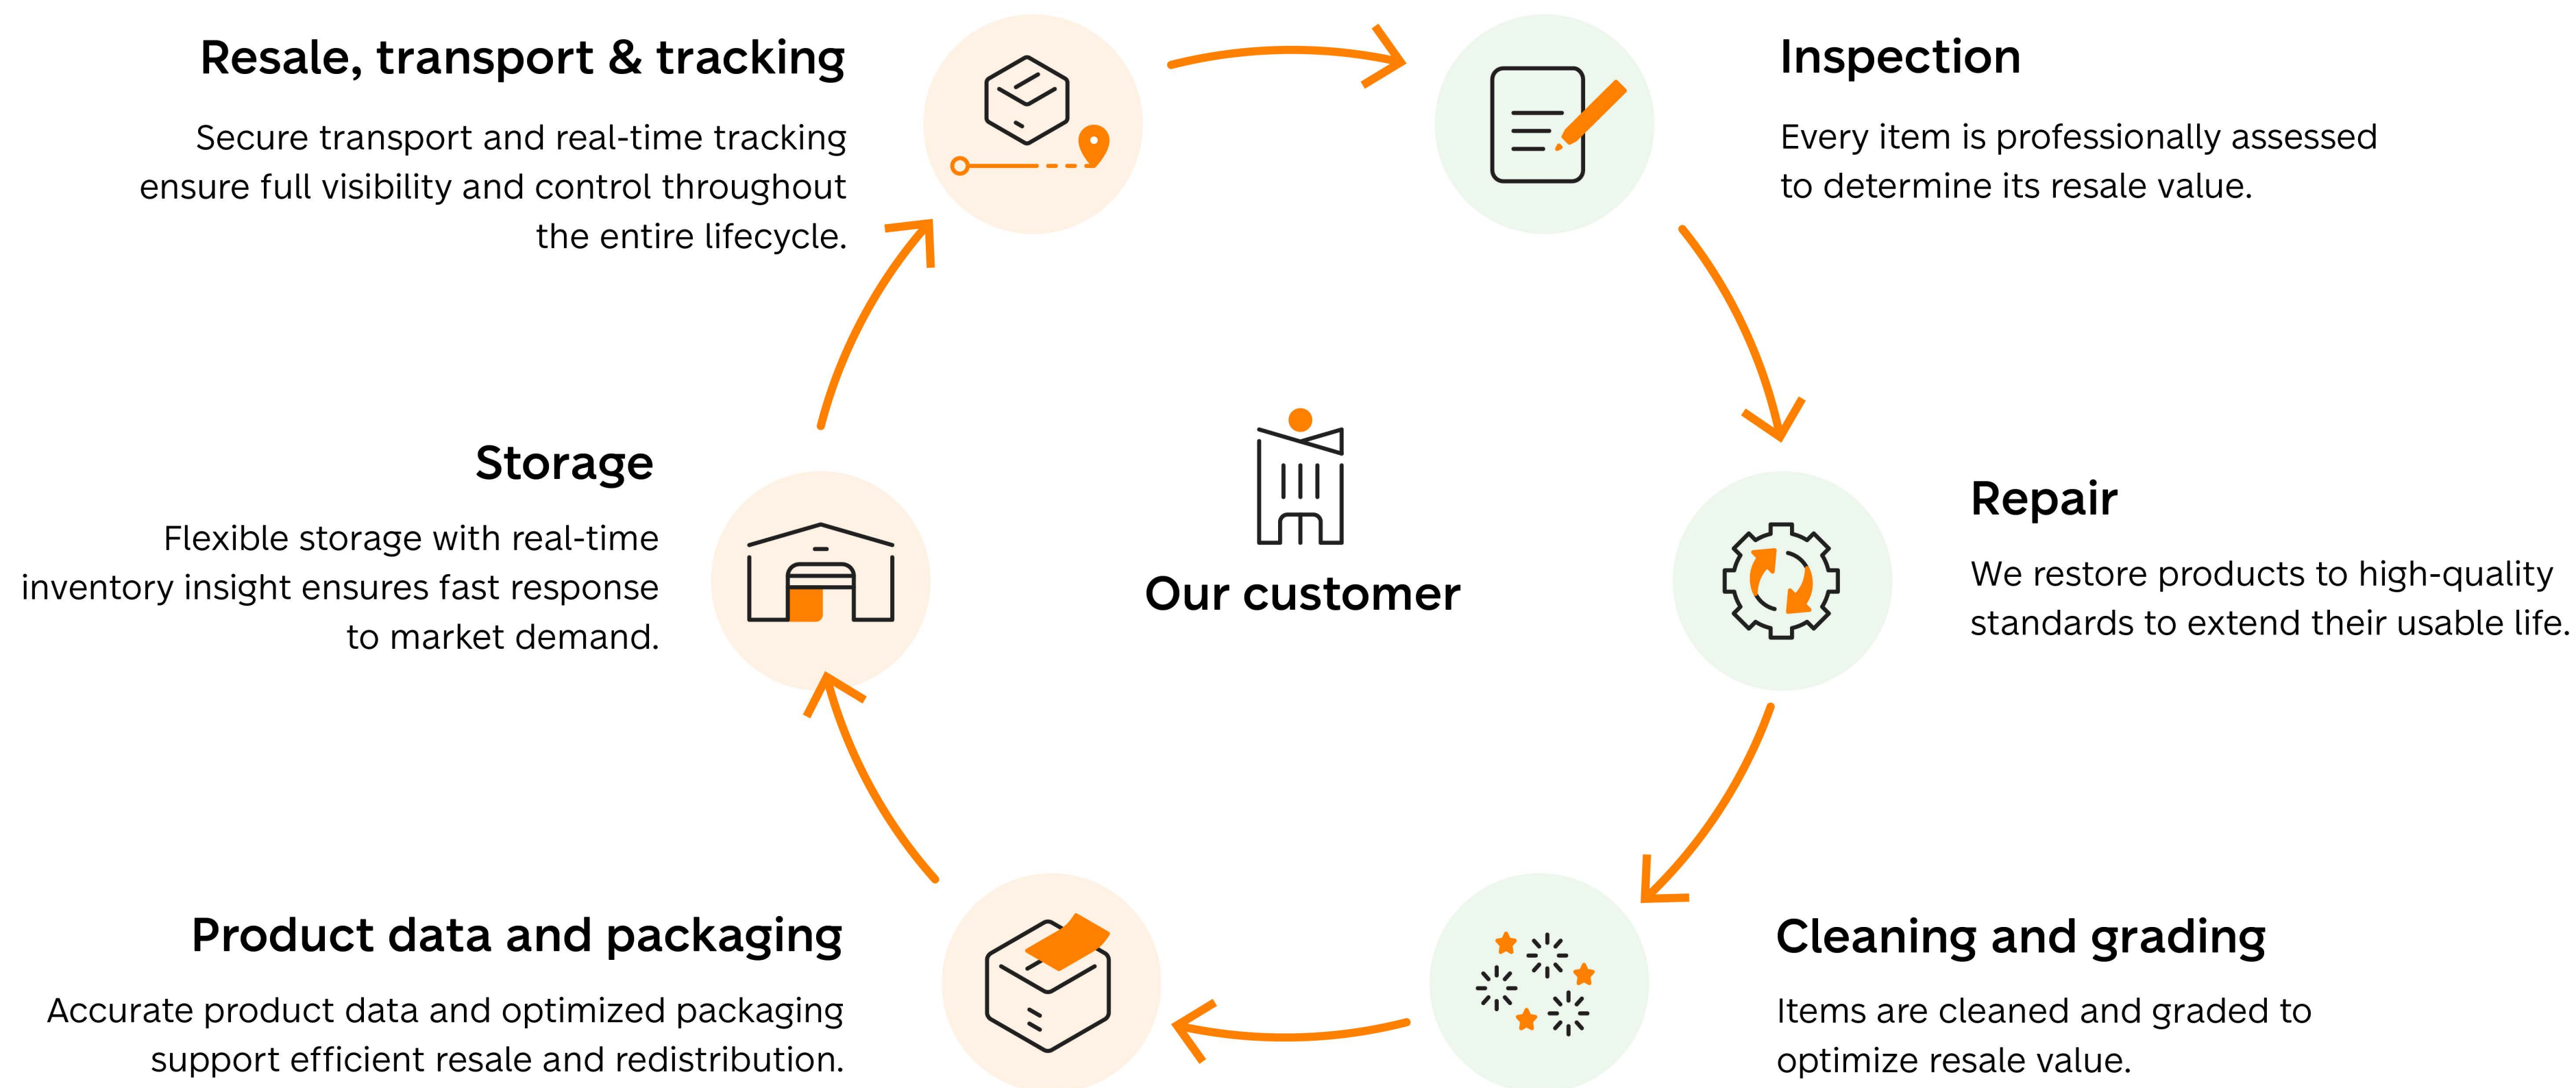 Resale, transport & tracking
Secure transport and real-time tracking
ensure full visibility and control throughout
the entire lifecycle.
Inspection
Every item is professionally assessed
to determine its resale value.
Storage
Flexible storage with real-time
inventory insight ensures fast response
to market demand.
Our customer
Repair
We restore products to high-quality
standards to extend their usable life.
Product data and packaging
Accurate product data and optimized packaging
support efficient resale and redistribution.
Cleaning and grading
Items are cleaned and graded to
optimize resale value.